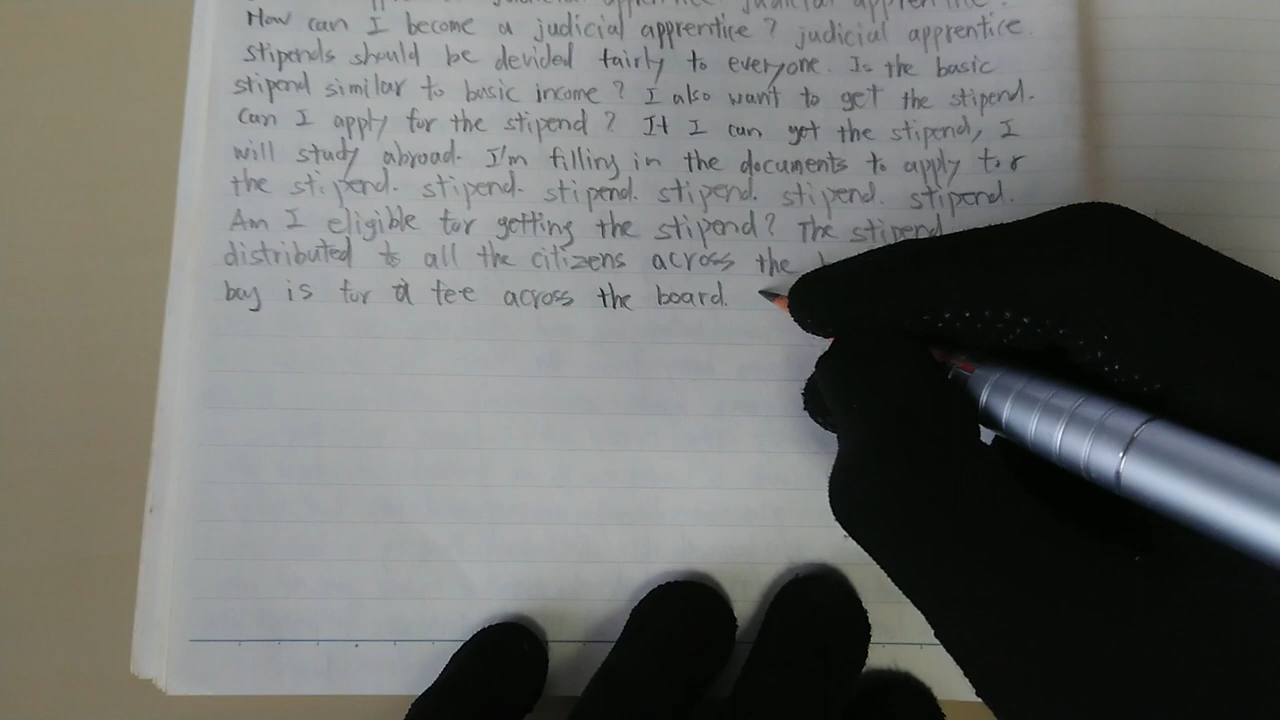 judicial apprentice judicial apprentice.
How can I become a judicial apprentice? judicial apprentice
stipends should be devided fairly to everyone. Is the basic
stipend similar to basic income? I also want to get the stipend.
Can I apply for the stipend? If I can get the stipend, I
will study abroad. I'm filling in the documents to apply for
the stipend. stipend. stipend. stipend. stipend. stipend.
Am I eligible for getting the stipend? The stipend
distributed to all the citizens across the
bay is for a fee across the board.